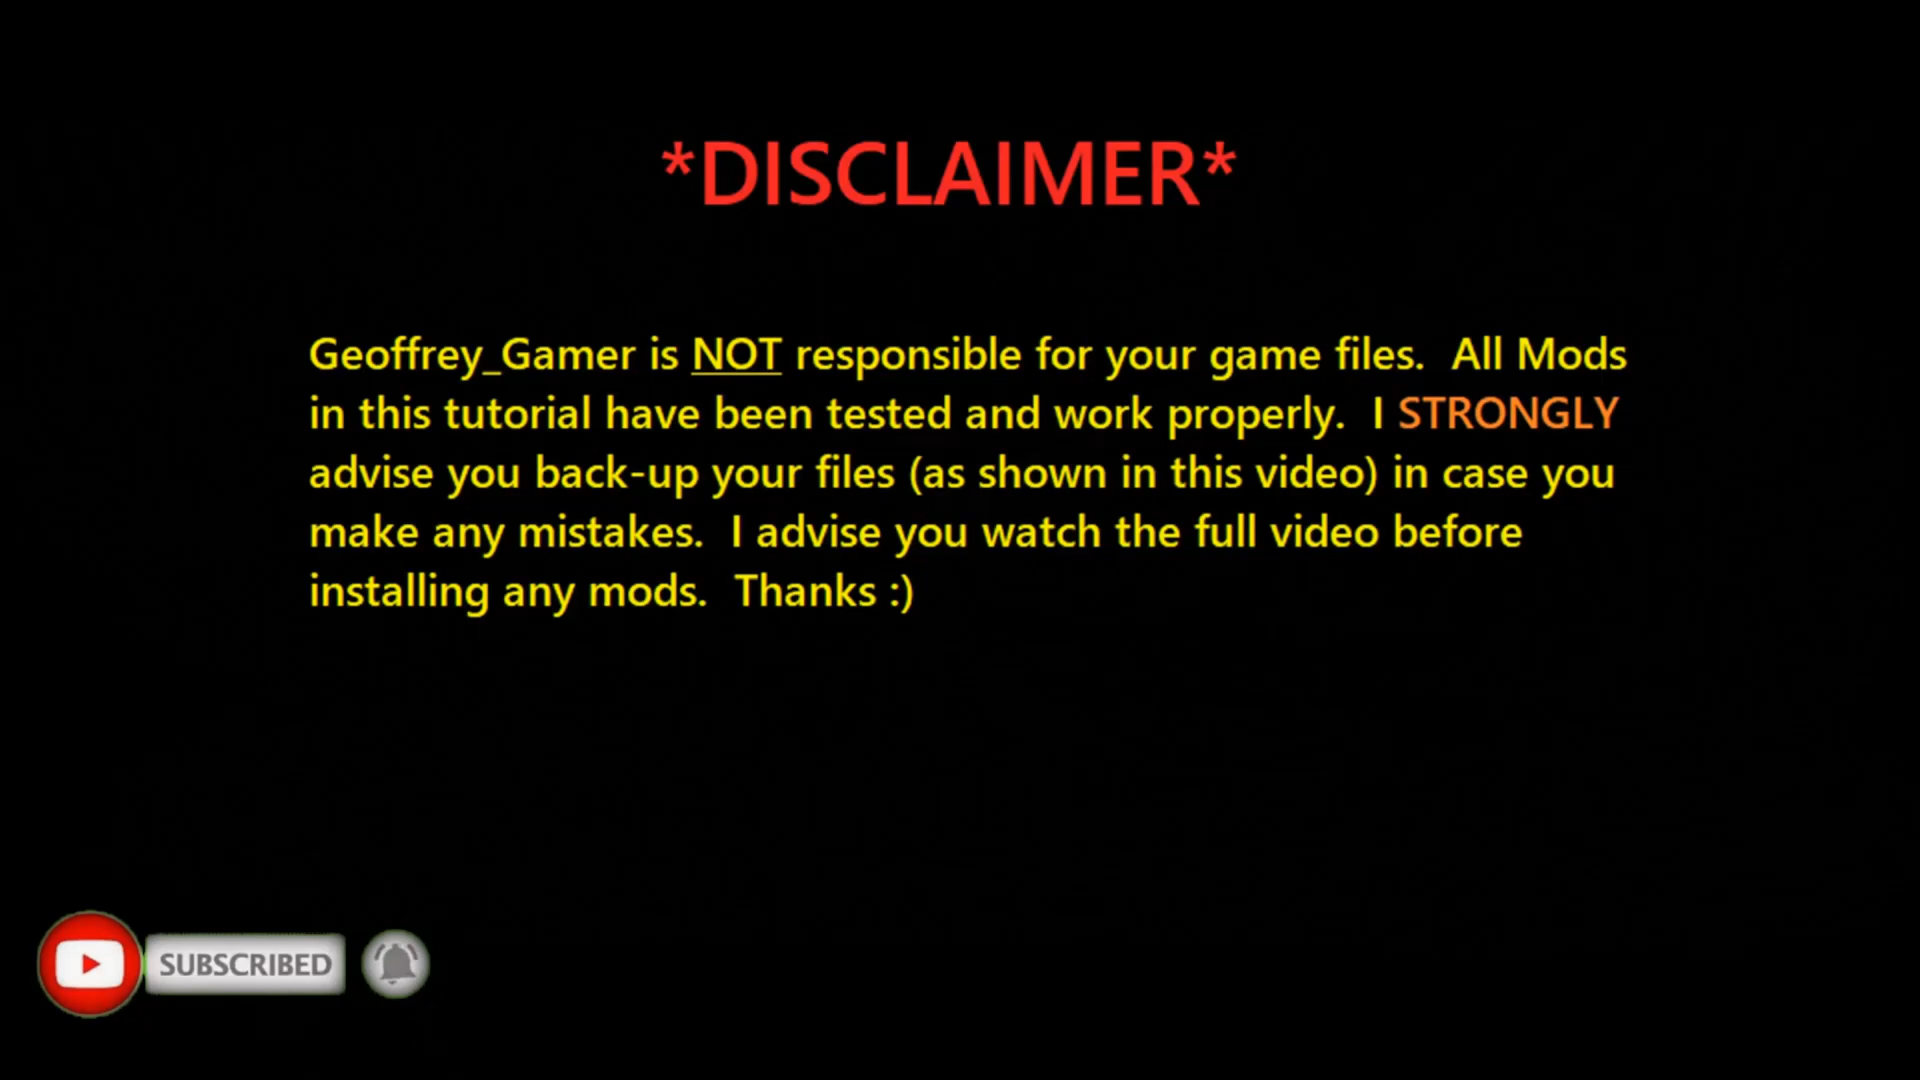 *DISCLAIMER*
Geoffrey_Gamer is NOT responsible for your game files.  All Mods
in this tutorial have been tested and work properly.  I STRONGLY
advise you back-up your files (as shown in this video) in case you
make any mistakes.  I advise you watch the full video before
installing any mods.  Thanks :)
SUBSCRIBED